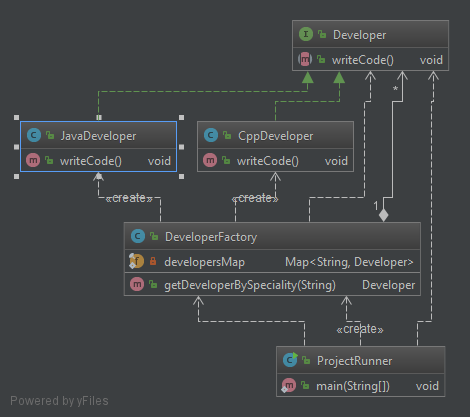 Developer
writeCode() void
*
JavaDeveloper
writeCode() void
CppDeveloper
writeCode() void
«create»
«create»
1
DeveloperFactory
developersMap Map<String, Developer>
getDeveloperBySpeciality(String) Developer
«create»
ProjectRunner
main(String[]) void
Powered by yFiles